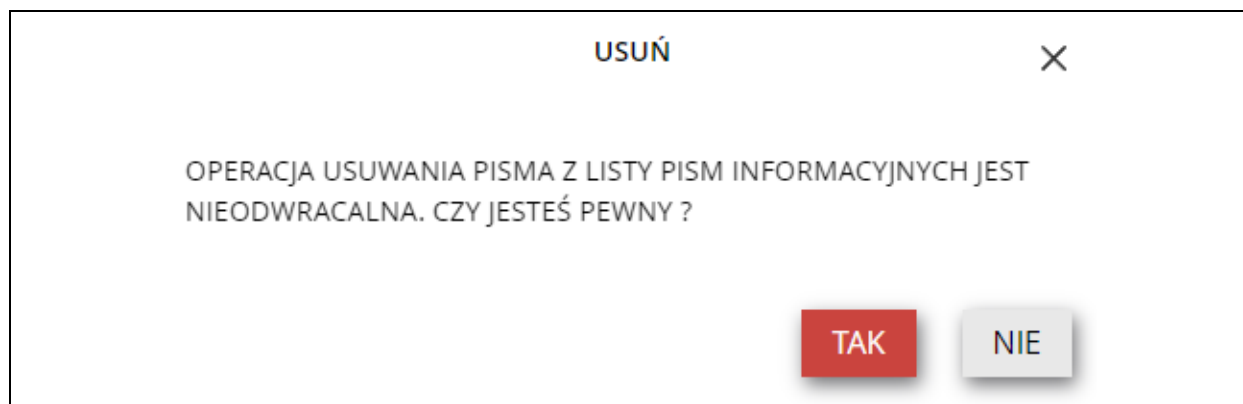 USUŃ
OPERACJA USUWANIA PISMA Z LISTY PISM INFORMACYJNYCH JEST
NIEODWRACALNA. CZY JESTEŚ PEWNY ?
TAK NIE